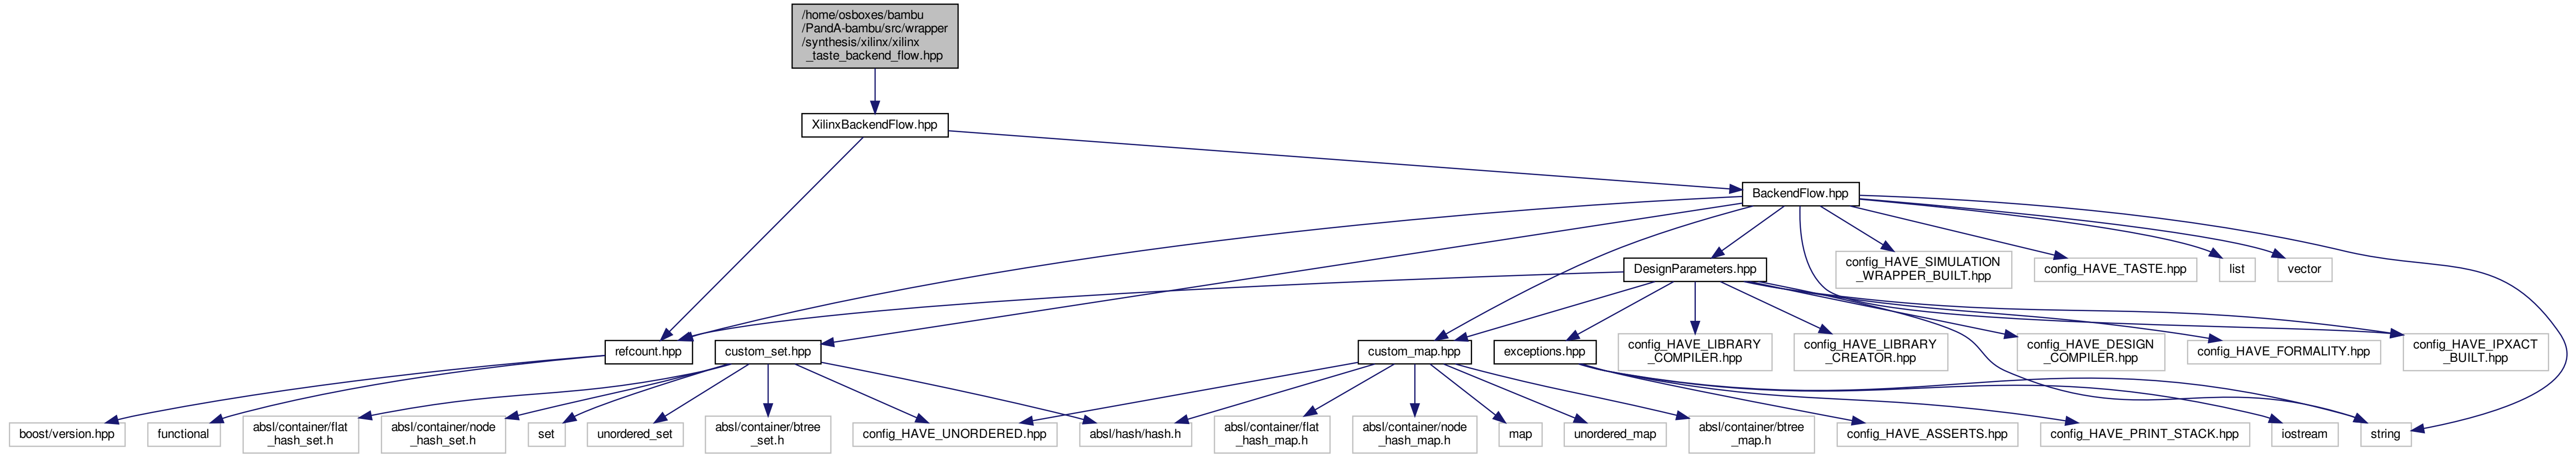 /home/osboxes/bambu
/PandA-bambu/src/wrapper
/synthesis/xilinx/xilinx
_taste_backend_flow.hpp
XilinxBackendFlow.hpp
BackendFlow.hpp
DesignParameters.hpp
config_HAVE_SIMULATION
_WRAPPER_BUILT.hpp
config_HAVE_TASTE.hpp
list
vector
refcount.hpp
custom_set.hpp
custom_map.hpp
exceptions.hpp
config_HAVE_LIBRARY
_COMPILER.hpp
config_HAVE_LIBRARY
_CREATOR.hpp
config_HAVE_DESIGN
_COMPILER.hpp
config_HAVE_FORMALITY.hpp
config_HAVE_IPXACT
_BUILT.hpp
boost/version.hpp
functional
absl/container/flat
_hash_set.h
absl/container/node
_hash_set.h
set
unordered_set
absl/container/btree
_set.h
config_HAVE_UNORDERED.hpp
absl/hash/hash.h
absl/container/flat
_hash_map.h
absl/container/node
_hash_map.h
map
unordered_map
absl/container/btree
_map.h
config_HAVE_ASSERTS.hpp
config_HAVE_PRINT_STACK.hpp
iostream
string